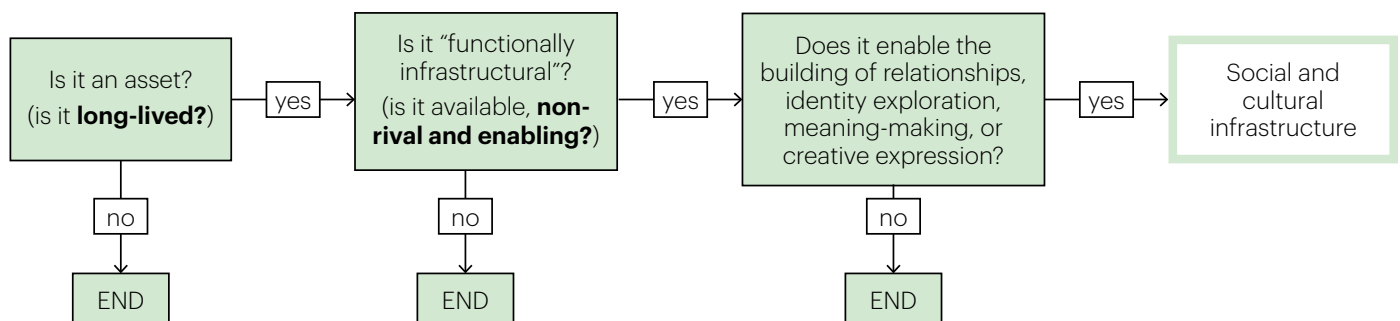 Is it an asset?
(is it long-lived?)
yes
Is it “functionally
infrastructural”?
(is it available, non-
rival and enabling?)
yes
Does it enable the
building of relationships,
identity exploration,
meaning-making, or
creative expression?
yes
Social and
cultural
infrastructure
no
no
no
END
END
END